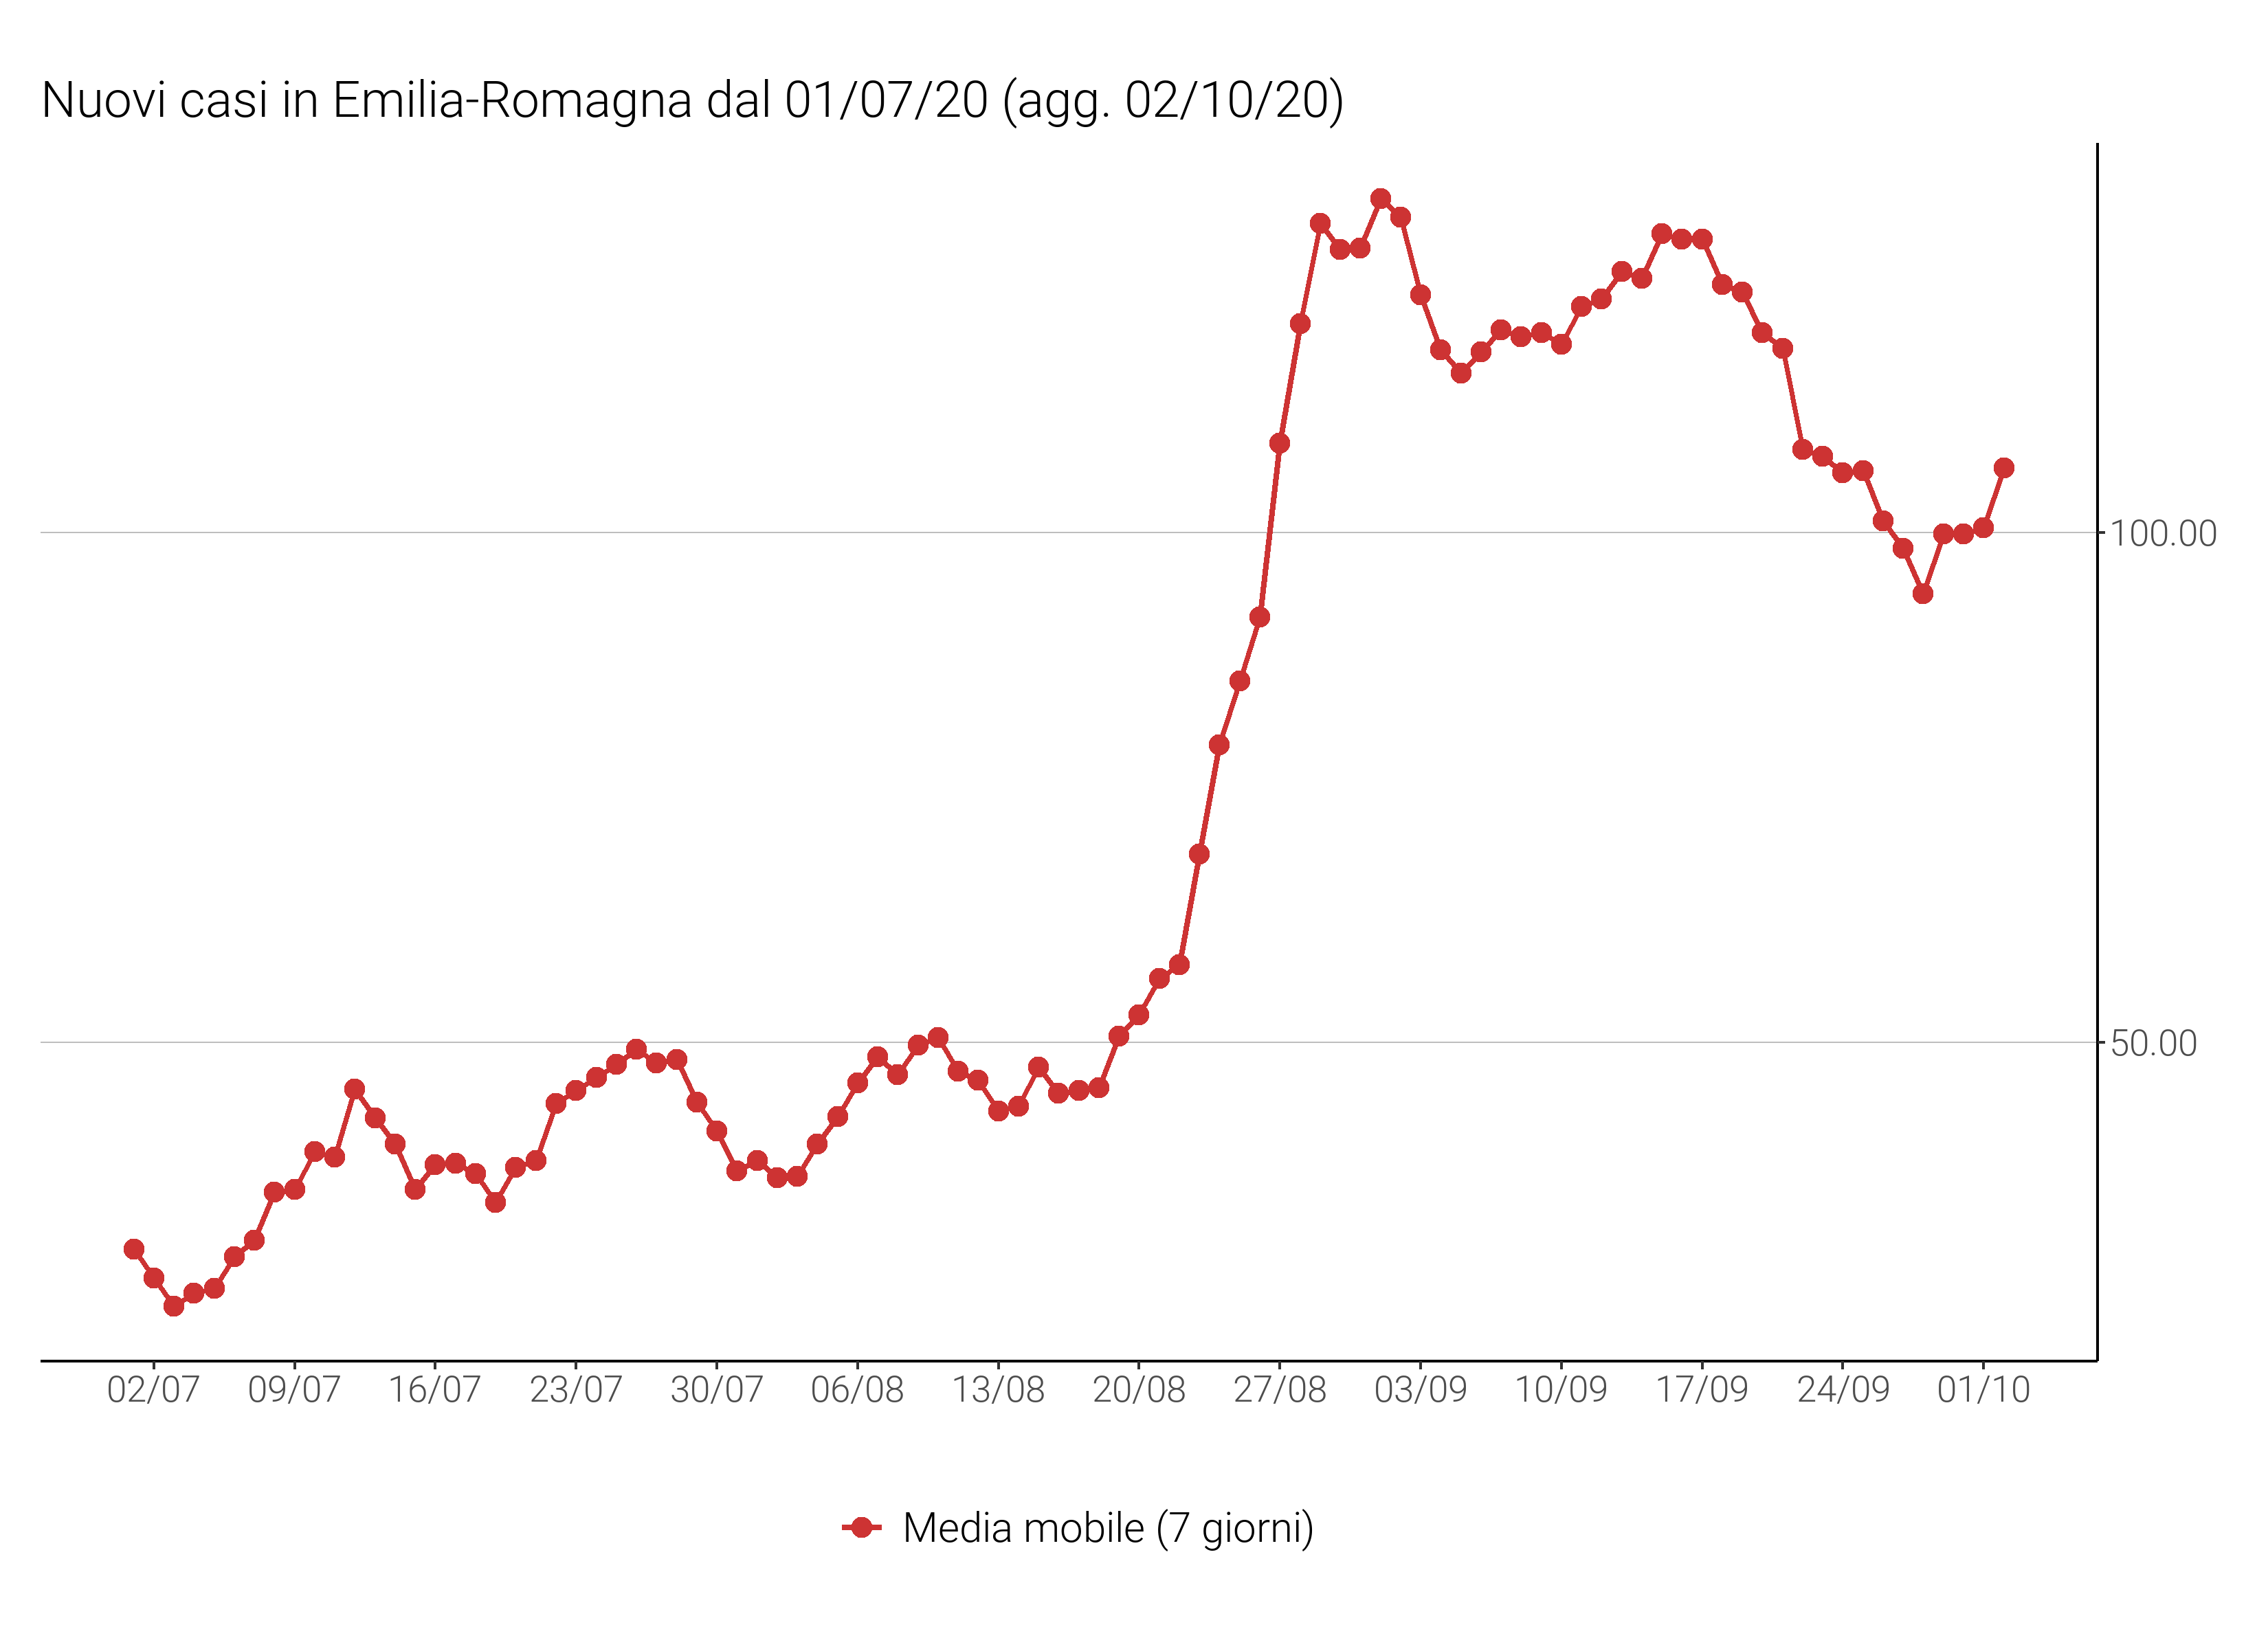 Nuovi casi in Emilia-Romagna dal 01/07/20 (agg. 02/10/20)
100.00
50.00
02/07 09/07 16/07 23/07 30/07 06/08 13/08 20/08 27/08 03/09 10/09 17/09 24/09 01/10
Media mobile (7 giorni)